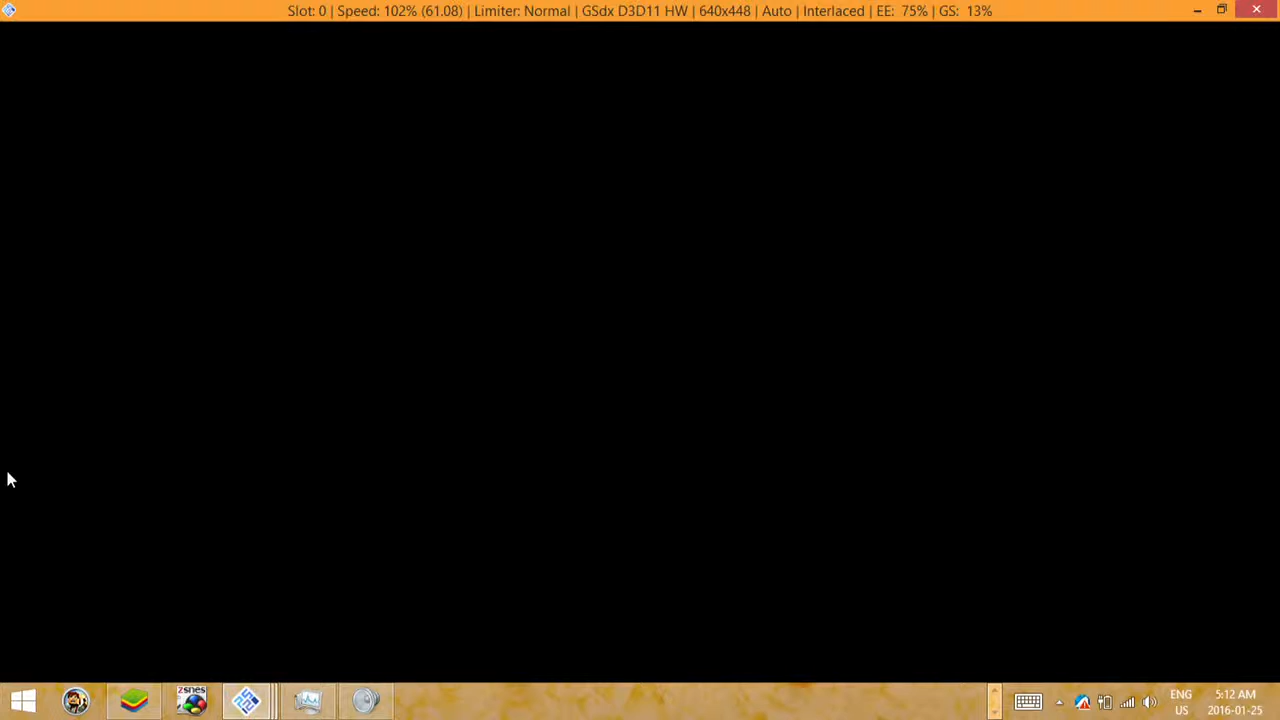 Slot: 0 | Speed: 102% (61.08) | Limiter: Normal | GSdx D3D11 HW | 640x448 | Auto | Interlaced | EE: 75% | GS: 13%
zsnes
ENG
US
5:12 AM
2016-01-25